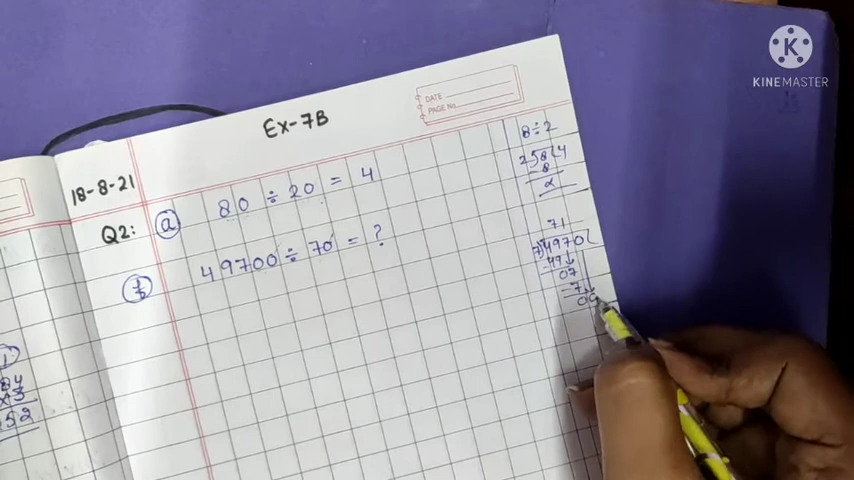 KINEMASTER
DATE
PAGE No.
Ex-7B
18-8-21
Q2:
a 80 ÷ 20 = 4
49700 ÷ 70 = ?
8÷2
2 8 4
- 8
71
7 4970
49
07
- 7
00